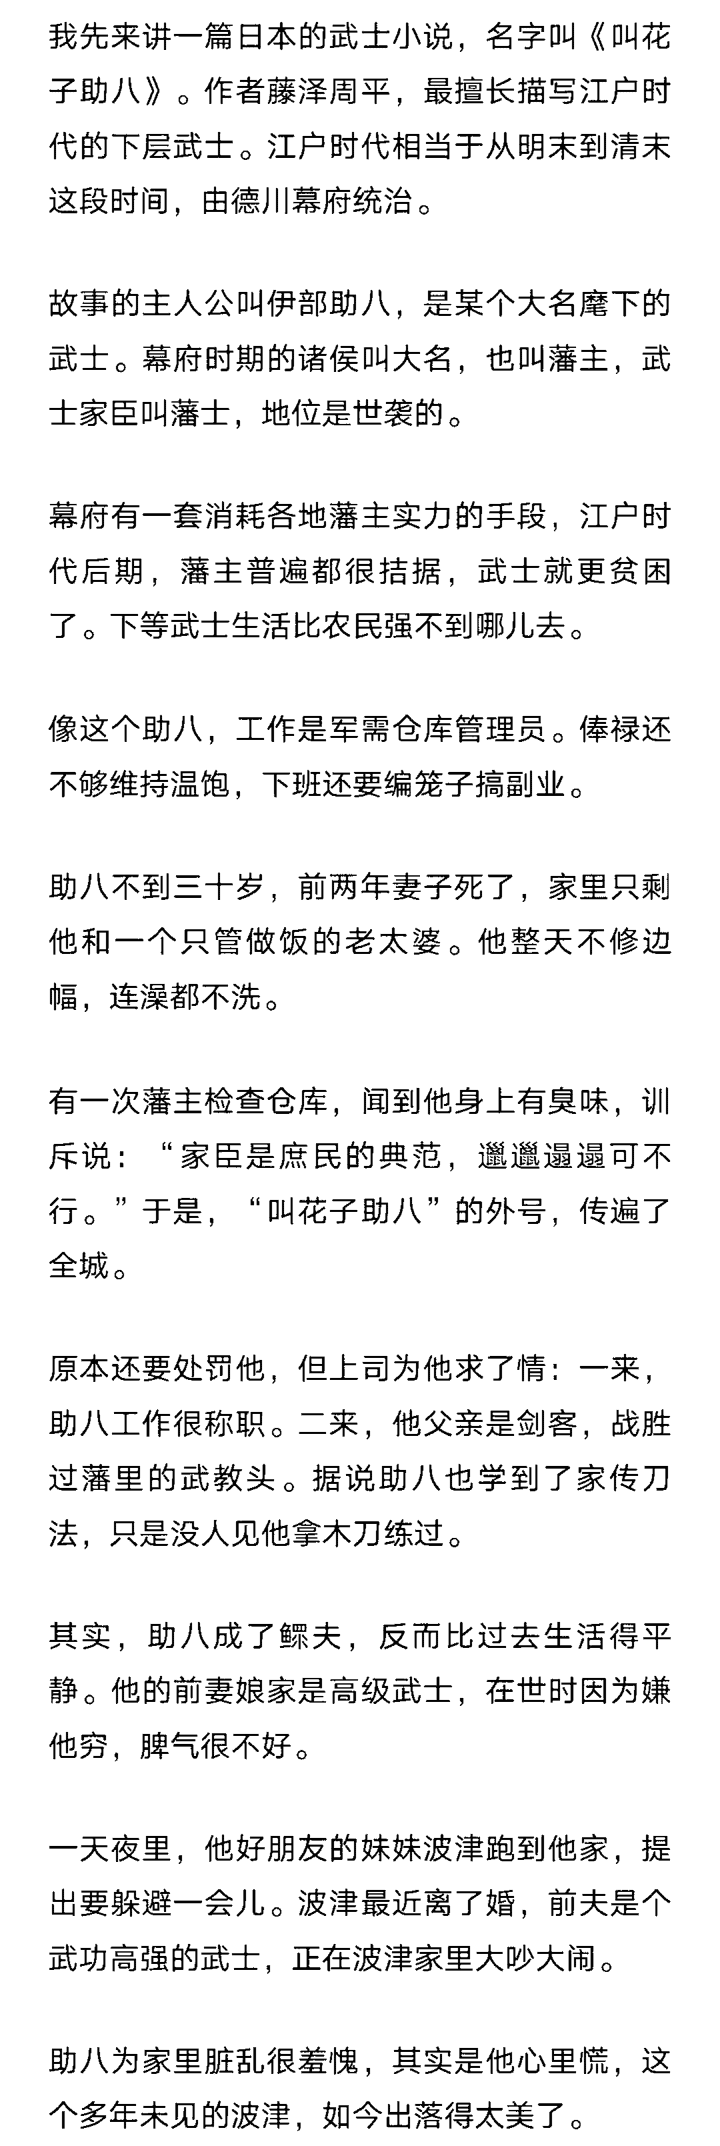 我先来讲一篇日本的武士小说，名字叫《叫花
子助八》。作者藤泽周平，最擅长描写江户时
代的下层武士。江户时代相当于从明末到清末
这段时间，由德川幕府统治。
故事的主人公叫伊部助八，是某个大名麾下的
武士。幕府时期的诸侯叫大名，也叫藩主，武
士家臣叫藩士，地位是世袭的。
幕府有一套消耗各地藩主实力的手段，江户时
代后期，藩主普遍都很拮据，武士就更贫困
了。下等武士生活比农民强不到哪儿去。
像这个助八，工作是军需仓库管理员。俸禄还
不够维持温饱，下班还要编笼子搞副业。
助八不到三十岁，前两年妻子死了，家里只剩
他和一个只管做饭的老太婆。他整天不修边
幅，连澡都不洗。
有一次藩主检查仓库，闻到他身上有臭味，训
斥说：“家臣是庶民的典范，邋邋遢遢可不
行。”于是，“叫花子助八”的外号，传遍了
全城。
原本还要处罚他，但上司为他求了情：一来，
助八工作很称职。二来，他父亲是剑客，战胜
过藩里的武教头。据说助八也学到了家传刀
法，只是没人见他拿木刀练过。
其实，助八成了鳏夫，反而比过去生活得平
静。他的前妻娘家是高级武士，在世时因为嫌
他穷，脾气很不好。
一天夜里，他好朋友的妹妹波津跑到他家，提
出要躲避一会儿。波津最近离了婚，前夫是个
武功高强的武士，正在波津家里大吵大闹。
助八为家里脏乱很羞愧，其实是他心里慌，这
个多年未见的波津，如今出落得太美了。